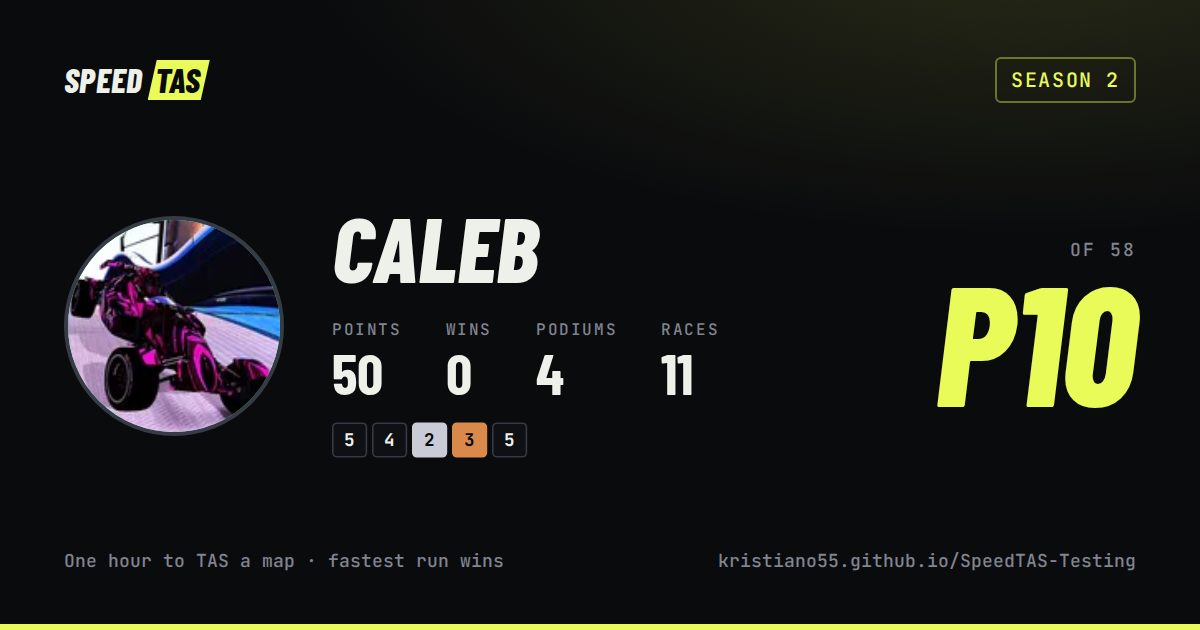 SPEED TAS
SEASON 2
CALEB
OF 58
POINTS WINS PODIUMS RACES
50 0 4 11
P10
5 4 2 3 5
One hour to TAS a map · fastest run wins
kristiano55.github.io/SpeedTAS-Testing